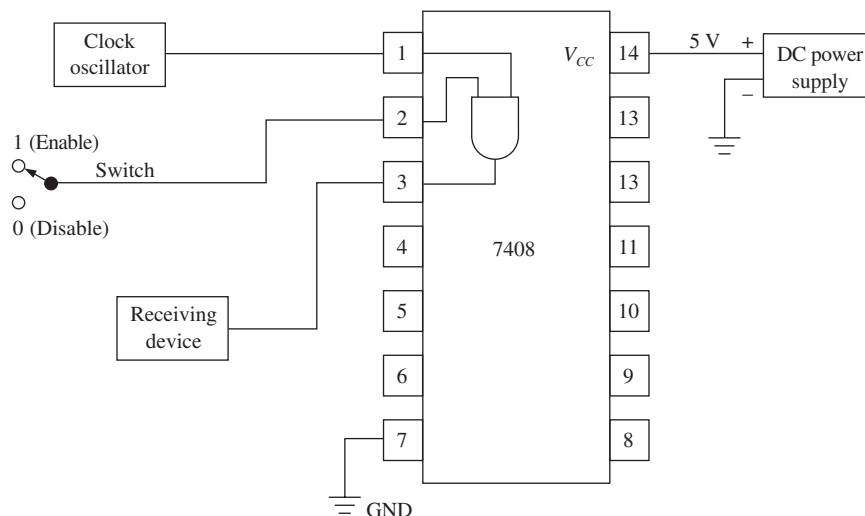 Clock
oscillator
1
V_CC
14
5 V
+
–
DC power
supply
2
13
1 (Enable)
Switch
0 (Disable)
3
13
4
7408
11
Receiving
device
5
10
6
9
7
8
GND